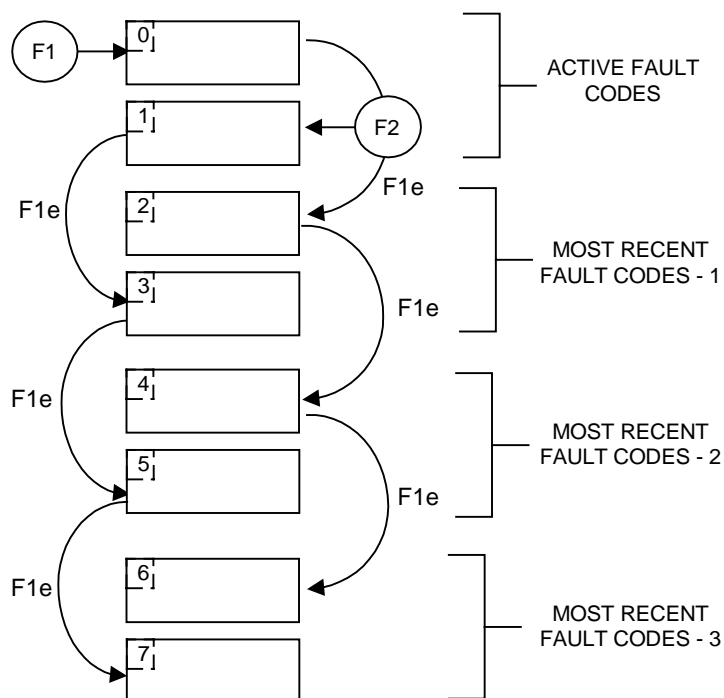 F1
0
ACTIVE FAULT
CODES
1
F2
F1e
F1e
2
MOST RECENT
FAULT CODES - 1
3
F1e
F1e
4
MOST RECENT
FAULT CODES - 2
5
F1e
F1e
6
MOST RECENT
FAULT CODES - 3
7